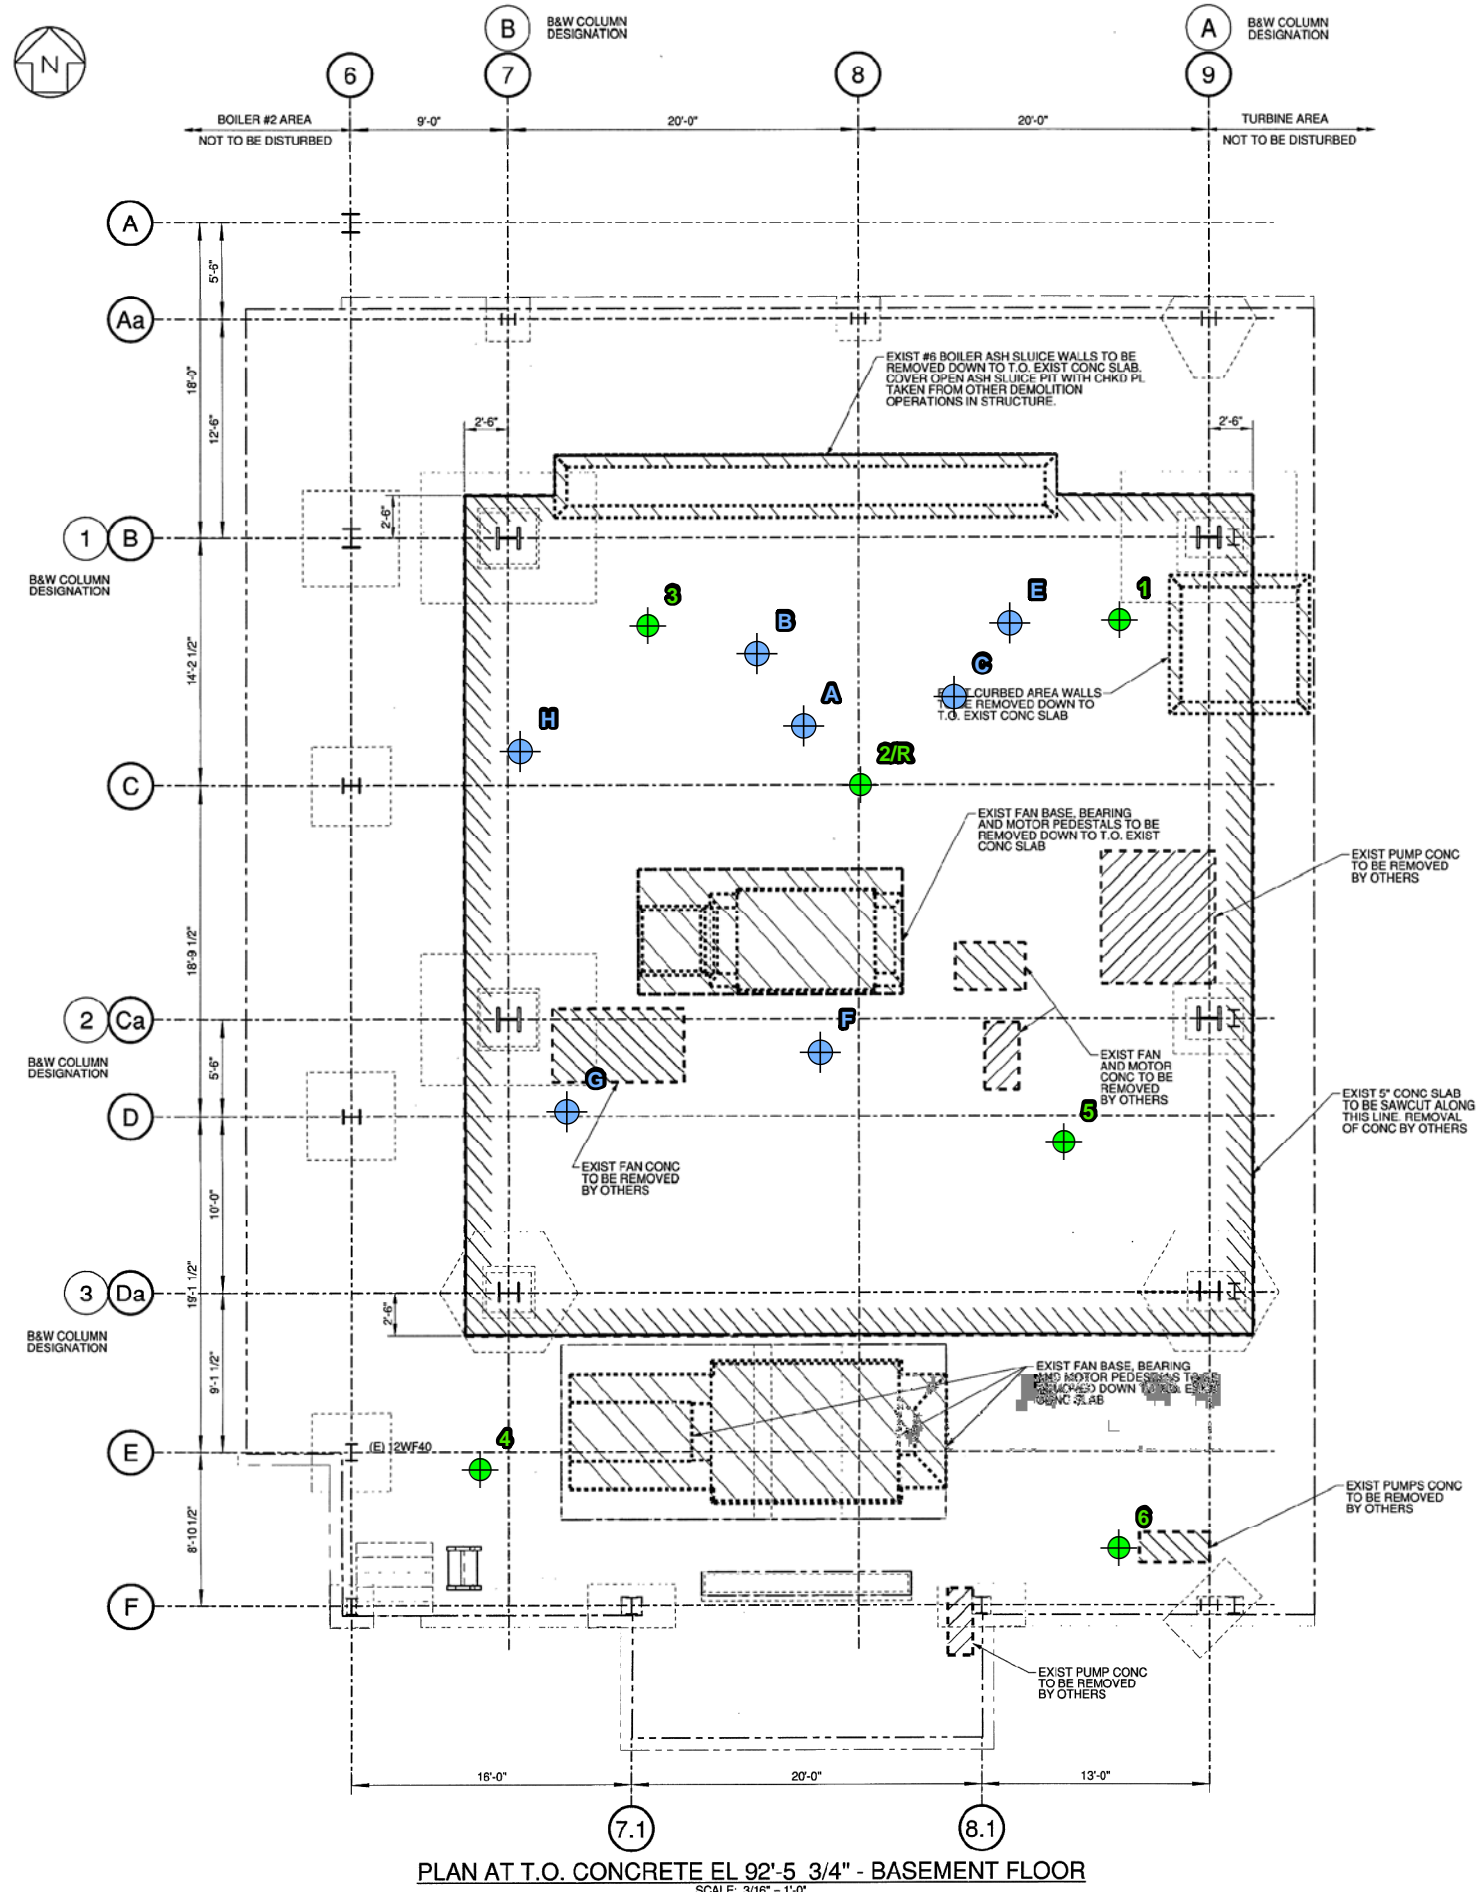 N
B
B&W COLUMN
DESIGNATION
A
B&W COLUMN
DESIGNATION
6
7
8
9
BOILER #2 AREA
NOT TO BE DISTURBED
9'-0"
20'-0"
20'-0"
TURBINE AREA
NOT TO BE DISTURBED
A
5'-6"
Aa
18'-0"
12'-6"
EXIST #6 BOILER ASH SLUICE WALLS TO BE
REMOVED DOWN TO T.O. EXIST CONC SLAB.
COVER OPEN ASH SLUICE PIT WITH CHKD PL
TAKEN FROM OTHER DEMOLITION
OPERATIONS IN STRUCTURE.
2'-6"
2'-6"
2'-6"
1
B
B&W COLUMN
DESIGNATION
3
B
E
1
C
A
H
14'-2 1/2"
CURBED AREA WALLS
REMOVED DOWN TO
T.O. EXIST CONC SLAB
2/R
C
EXIST FAN BASE, BEARING
AND MOTOR PEDESTALS TO BE
REMOVED DOWN TO T.O. EXIST
CONC SLAB
EXIST PUMP CONC
TO BE REMOVED
BY OTHERS
18'-9 1/2"
2
Ca
B&W COLUMN
DESIGNATION
F
5'-6"
G
EXIST FAN
AND MOTOR
CONC TO BE
REMOVED
BY OTHERS
5
D
EXIST 5" CONC SLAB
TO BE SAWCUT ALONG
THIS LINE. REMOVAL
OF CONC BY OTHERS
EXIST FAN CONC
TO BE REMOVED
BY OTHERS
10'-0"
19'-1 1/2"
3
Da
B&W COLUMN
DESIGNATION
2'-6"
9'-1 1/2"
EXIST FAN BASE, BEARING
MOTOR
DOWN
SLAB
4
E
(E) 12WF40
EXIST PUMPS CONC
TO BE REMOVED
BY OTHERS
6
8'-10 1/2"
F
EXIST PUMP CONC
TO BE REMOVED
BY OTHERS
16'-0"
20'-0"
13'-0"
7.1
8.1
PLAN AT T.O. CONCRETE EL 92'-5 3/4" - BASEMENT FLOOR
SCALE: 3/16" = 1'-0"